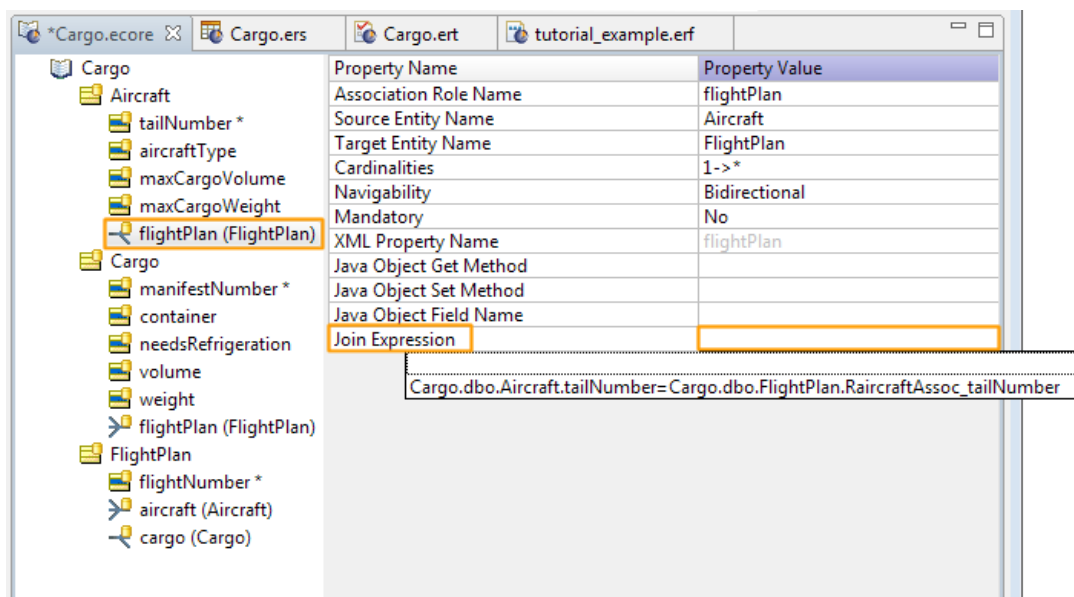 *Cargo.ecore Cargo.ers Cargo.ert tutorial_example.erf
Cargo
Aircraft
tailNumber *
aircraftType
maxCargoVolume
maxCargoWeight
flightPlan (FlightPlan)
Cargo
manifestNumber *
container
needsRefrigeration
volume
weight
flightPlan (FlightPlan)
FlightPlan
flightNumber *
aircraft (Aircraft)
cargo (Cargo)
Property Name Property Value
Association Role Name flightPlan
Source Entity Name Aircraft
Target Entity Name FlightPlan
Cardinalities 1->*
Navigability Bidirectional
Mandatory No
XML Property Name flightPlan
Java Object Get Method
Java Object Set Method
Java Object Field Name
Join Expression
Cargo.dbo.Aircraft.tailNumber=Cargo.dbo.FlightPlan.RaircraftAssoc_tailNumber